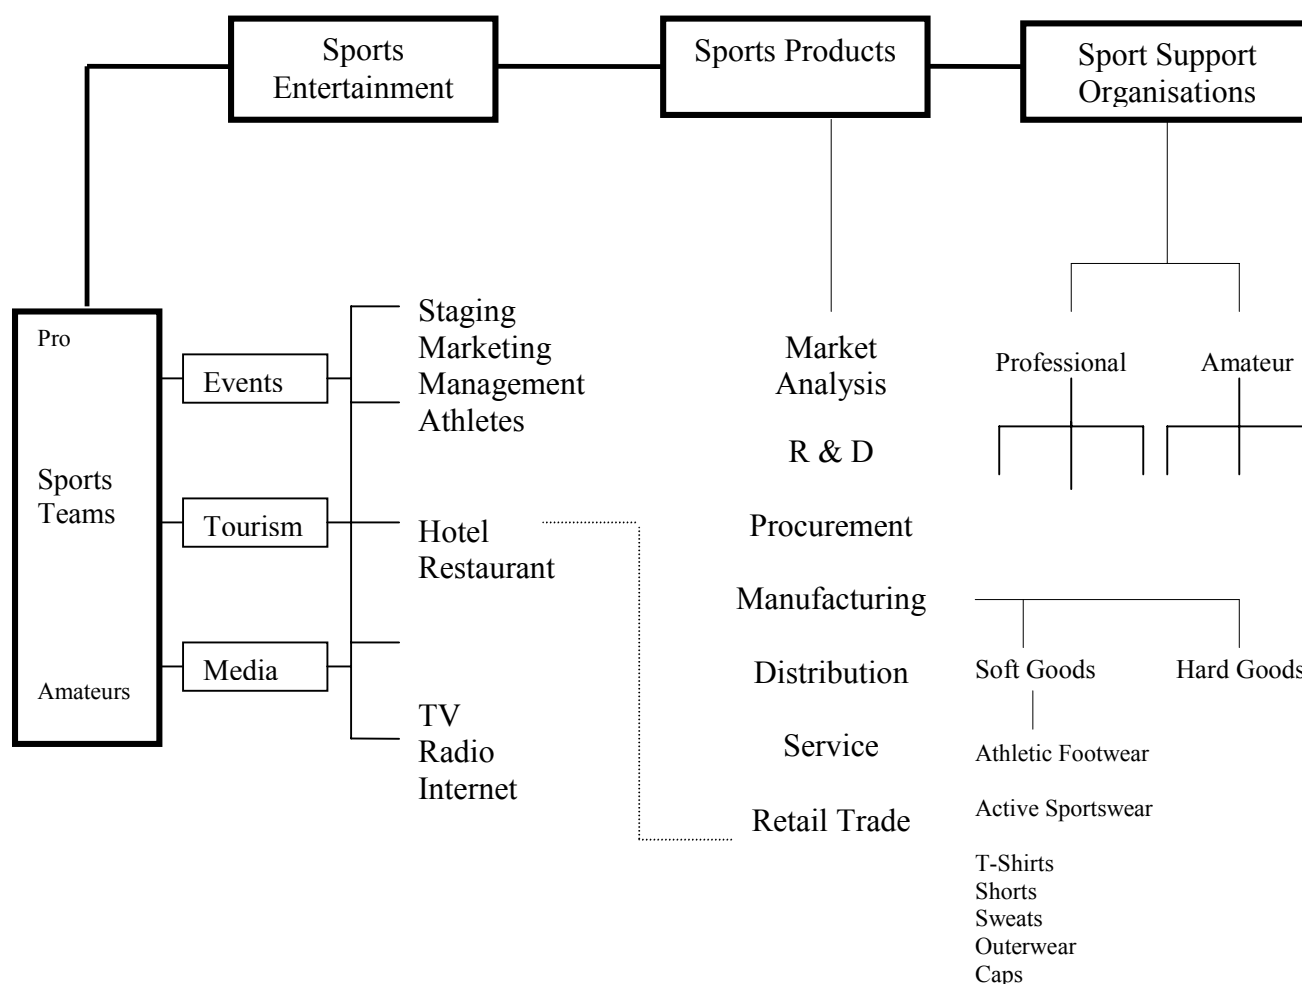 Sports
Entertainment
Sports Products
Sport Support
Organisations
Pro
Sports
Teams
Amateurs
Events
Tourism
Media
Staging
Marketing
Management
Athletes
Hotel
Restaurant
TV
Radio
Internet
Market
Analysis
R & D
Procurement
Manufacturing
Distribution
Service
Retail Trade
Professional
Amateur
Soft Goods
Hard Goods
Athletic Footwear
Active Sportswear
T-Shirts
Shorts
Sweats
Outerwear
Caps